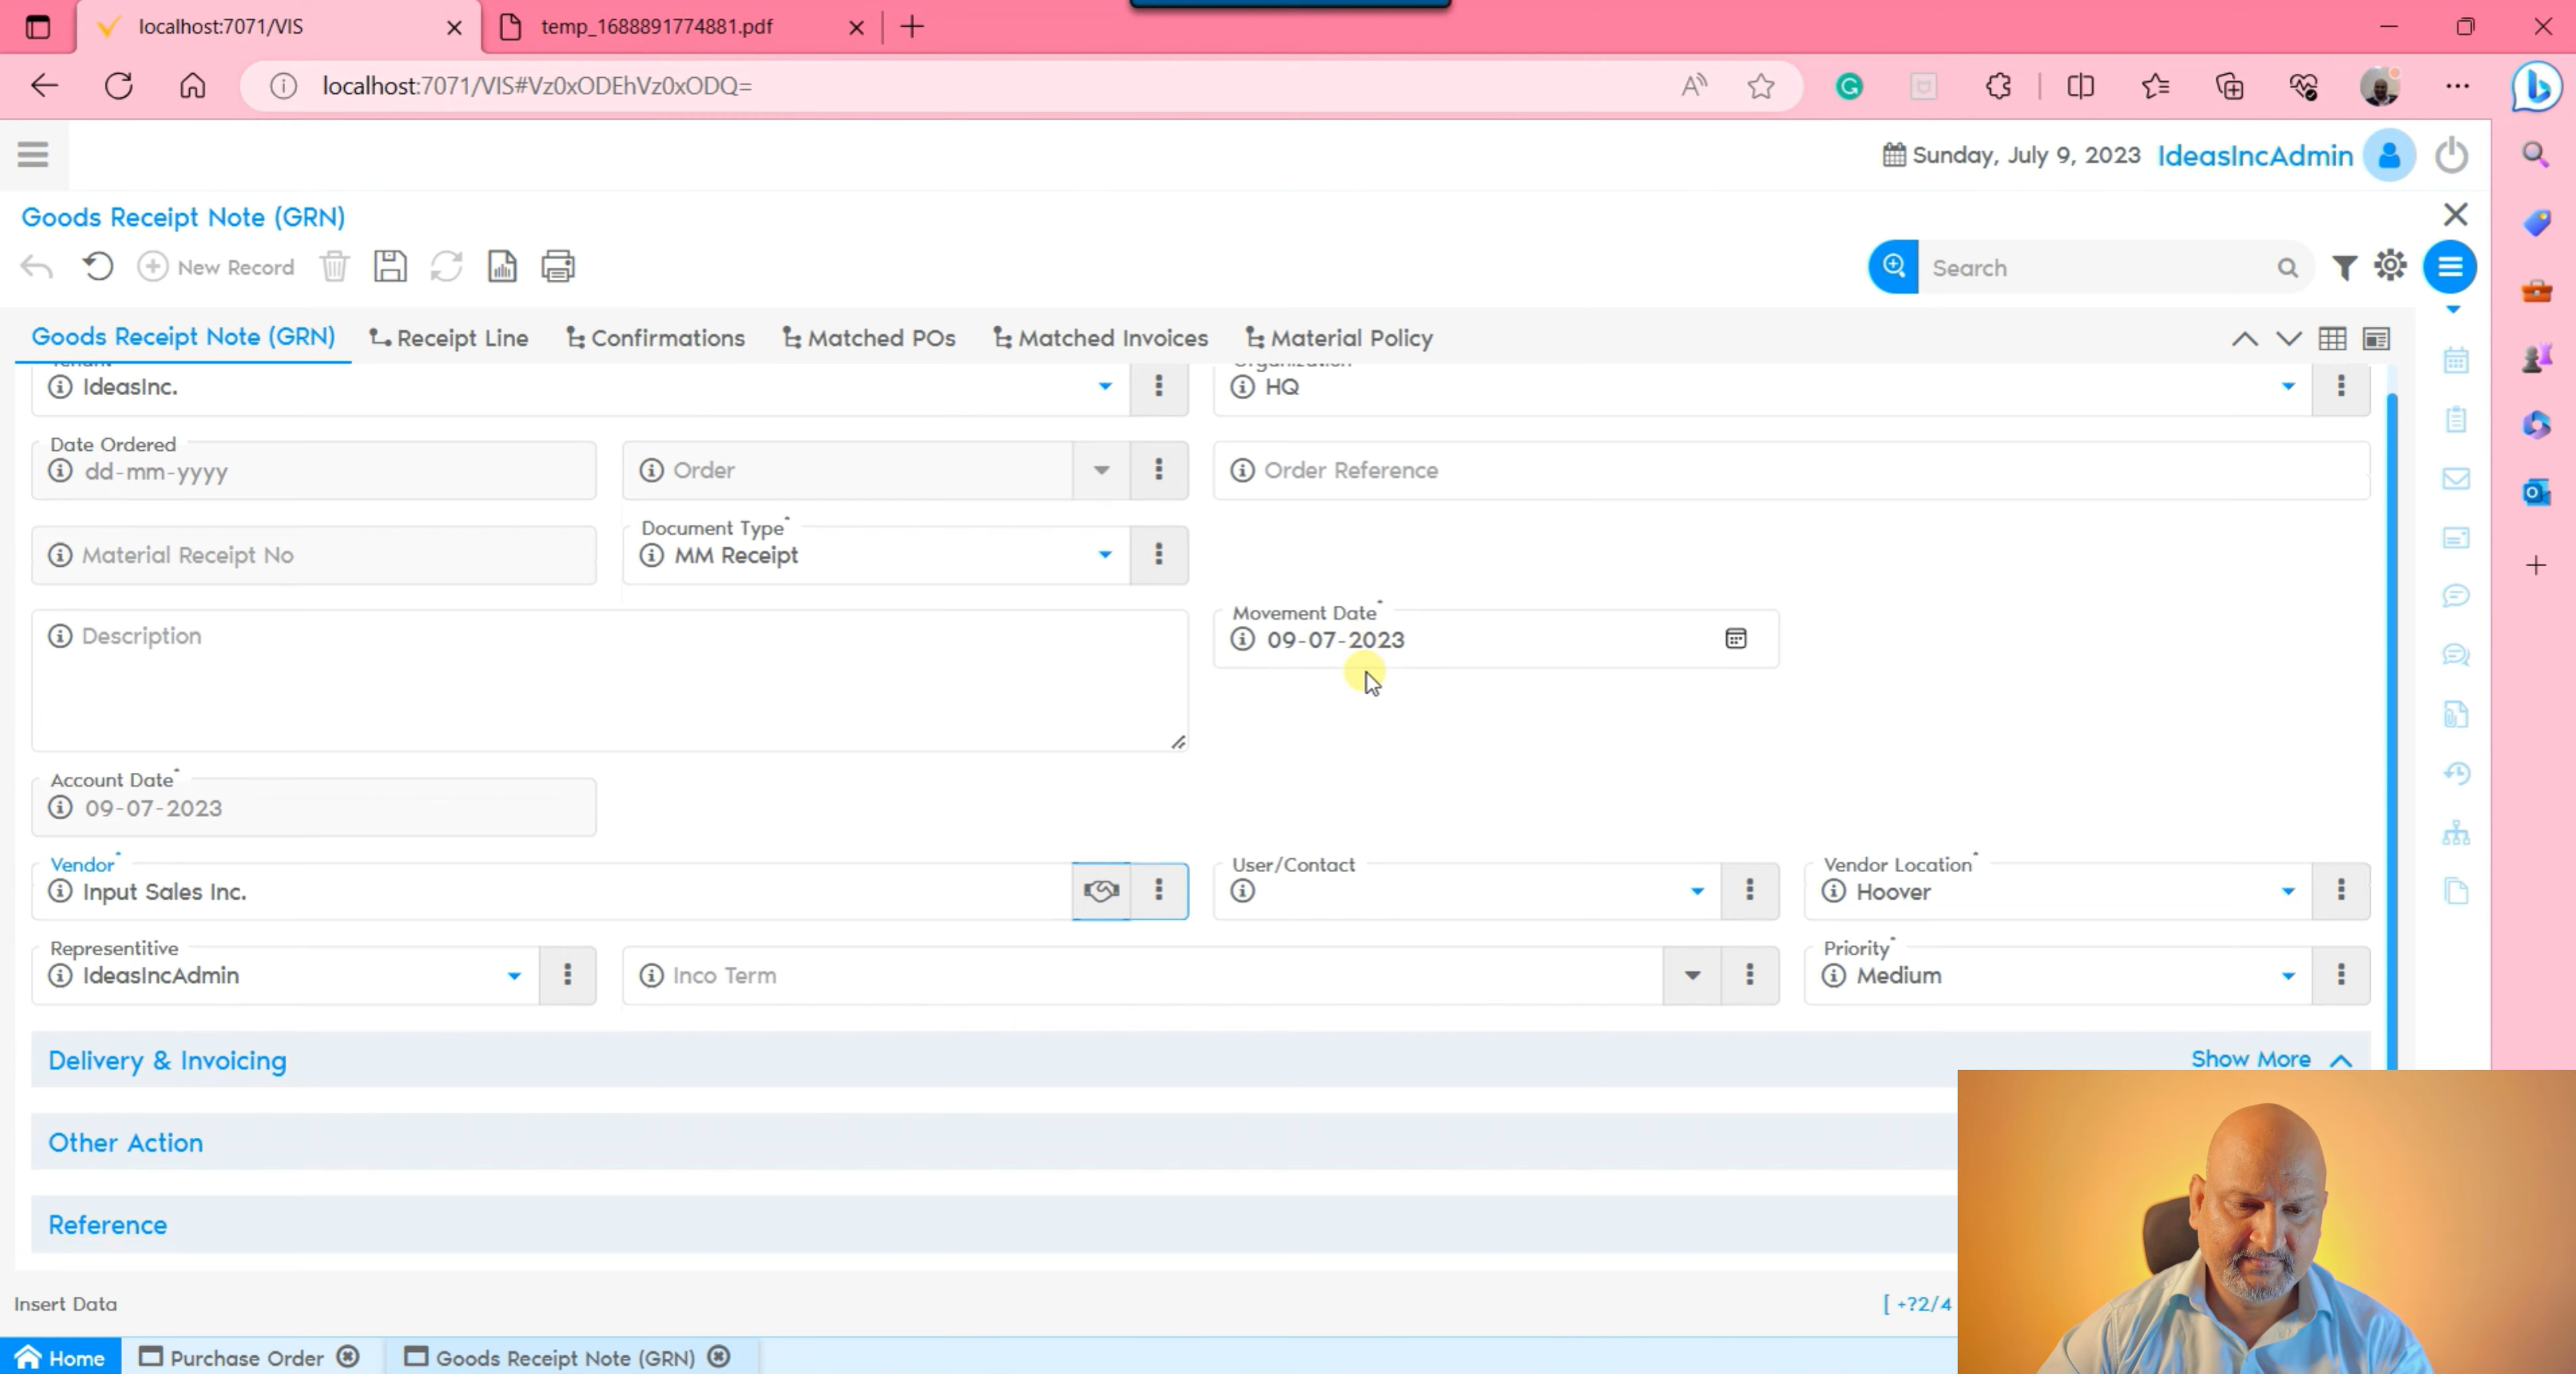 localhost:7071/VIS
temp_1688891774881.pdf
localhost:7071/VIS#Vz0xODEhVz0xODQ=
Sunday, July 9, 2023 IdeasIncAdmin
Goods Receipt Note (GRN)
New Record
Search
Goods Receipt Note (GRN) Receipt Line Confirmations Matched POs Matched Invoices Material Policy
IdeasInc.
HQ
Date Ordered
dd-mm-yyyy
Order
Order Reference
Material Receipt No
Document Type*
MM Receipt
Description
Movement Date*
09-07-2023
Account Date*
09-07-2023
Vendor*
Input Sales Inc.
User/Contact
Vendor Location*
Hoover
Representitive
IdeasIncAdmin
Inco Term
Priority*
Medium
Delivery & Invoicing
Show More
Other Action
Reference
Insert Data
[ +?2/4
Home Purchase Order Goods Receipt Note (GRN)